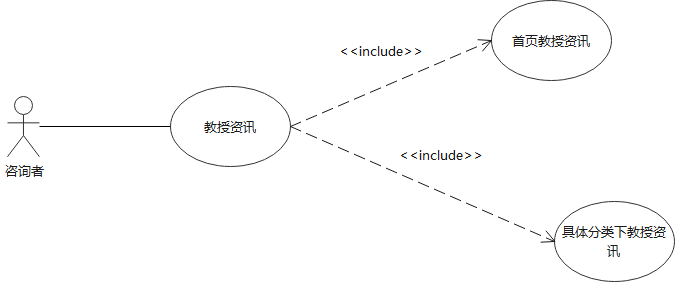 首页教授资讯
<<include>>
教授资讯
<<include>>
咨询者
具体分类下教授资
讯